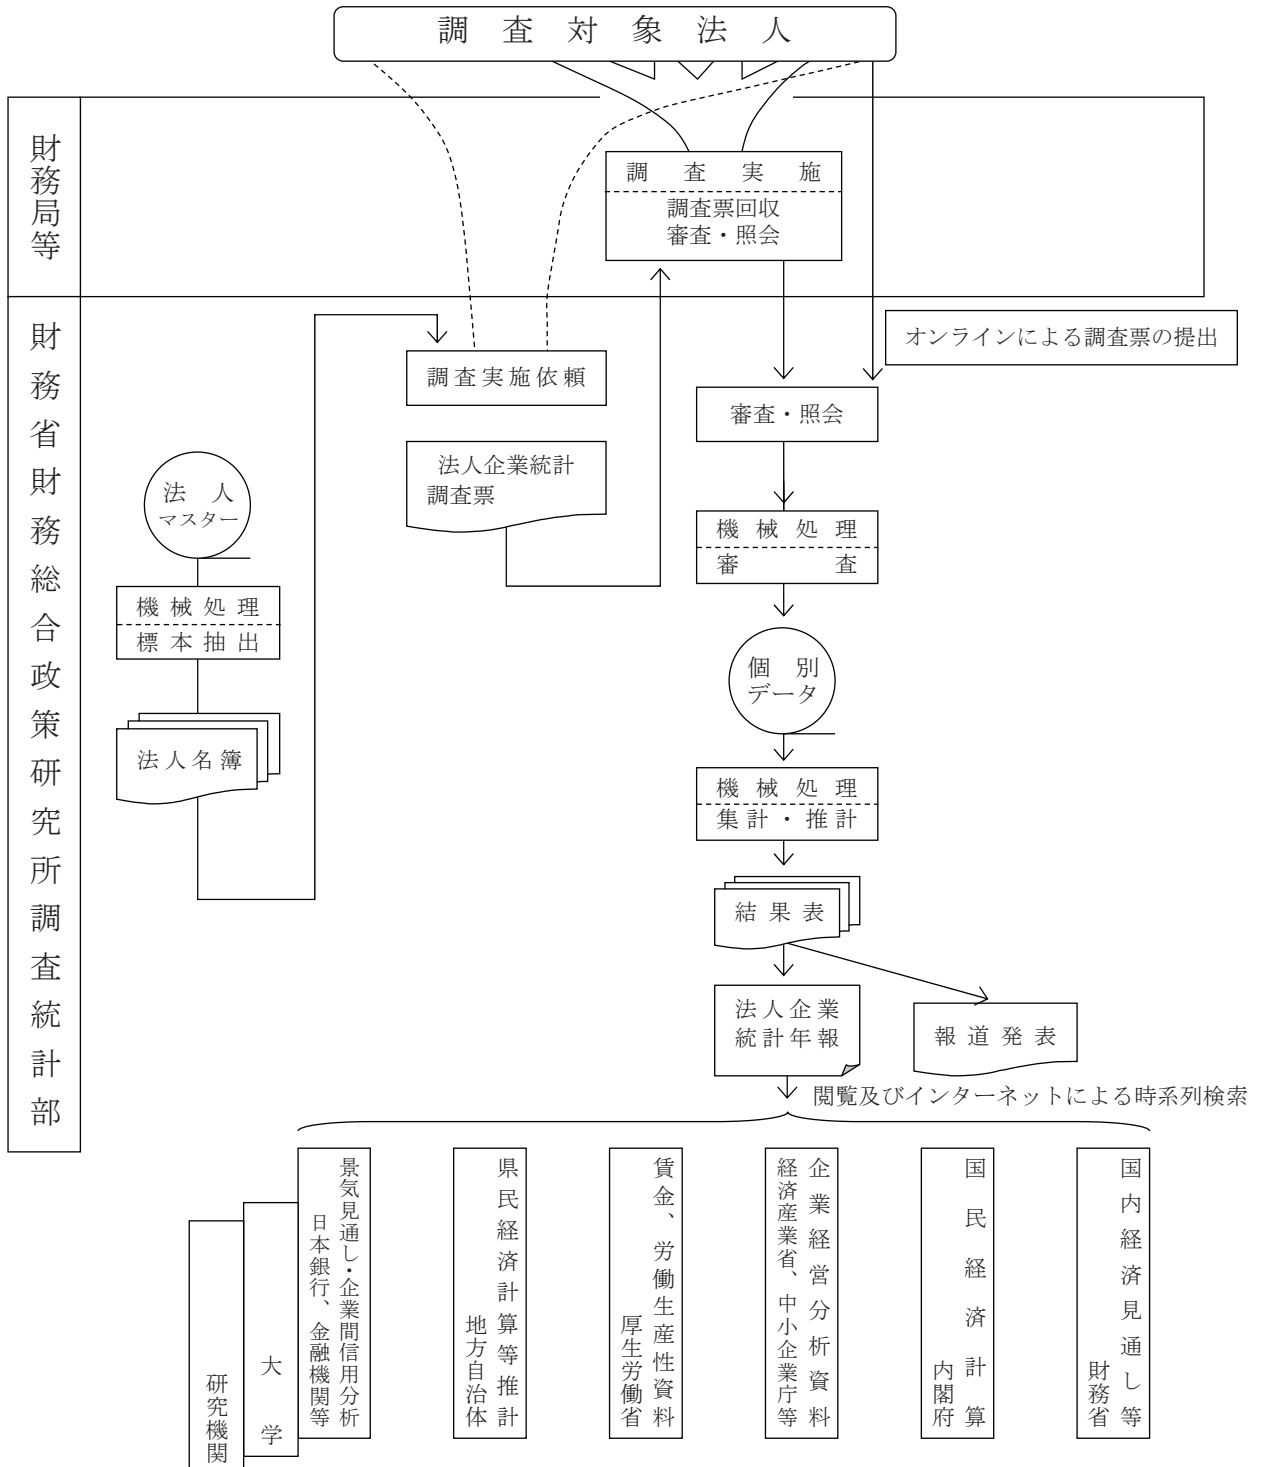 調査対象法人
財務局等
調査実施
調査票回収
審査・照会
財務省財務総合政策研究所調査統計部
オンラインによる調査票の提出
調査実施依頼
審査・照会
法人企業統計
調査票
法人
マスター
機械処理
審査
機械処理
標本抽出
個別
データ
法人名簿
機械処理
集計・推計
結果表
法人企業
統計年報
報道発表
閲覧及びインターネットによる時系列検索
国内経済見通し等
財務省
国民経済計算
内閣府
企業経営分析資料
経済産業省、中小企業庁等
賃金、労働生産性資料
厚生労働省
県民経済計算等推計
地方自治体
景気見通し・企業間信用分析
日本銀行、金融機関等
大学
研究機関